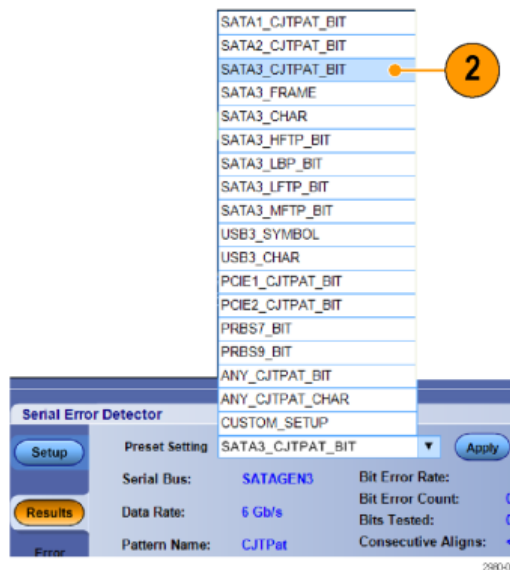 SATA1_CJTPAT_BIT
SATA2_CJTPAT_BIT
SATA3_CJTPAT_BIT
2
SATA3_FRAME
SATA3_CHAR
SATA3_HFTP_BIT
SATA3_LBP_BIT
SATA3_LFTP_BIT
SATA3_MFTP_BIT
USB3_SYMBOL
USB3_CHAR
PCIE1_CJTPAT_BIT
PCIE2_CJTPAT_BIT
PRBS7_BIT
PRBS9_BIT
ANY_CJTPAT_BIT
ANY_CJTPAT_CHAR
CUSTOM_SETUP
Serial Error Detector
Setup Preset Setting SATA3_CJTPAT_BIT Apply
Serial Bus: SATAGEN3 Bit Error Rate:
Bit Error Count:
Results Data Rate: 6 Gb/s
Bits Tested:
Error Pattern Name: CJTPat Consecutive Aligns:
2980-0